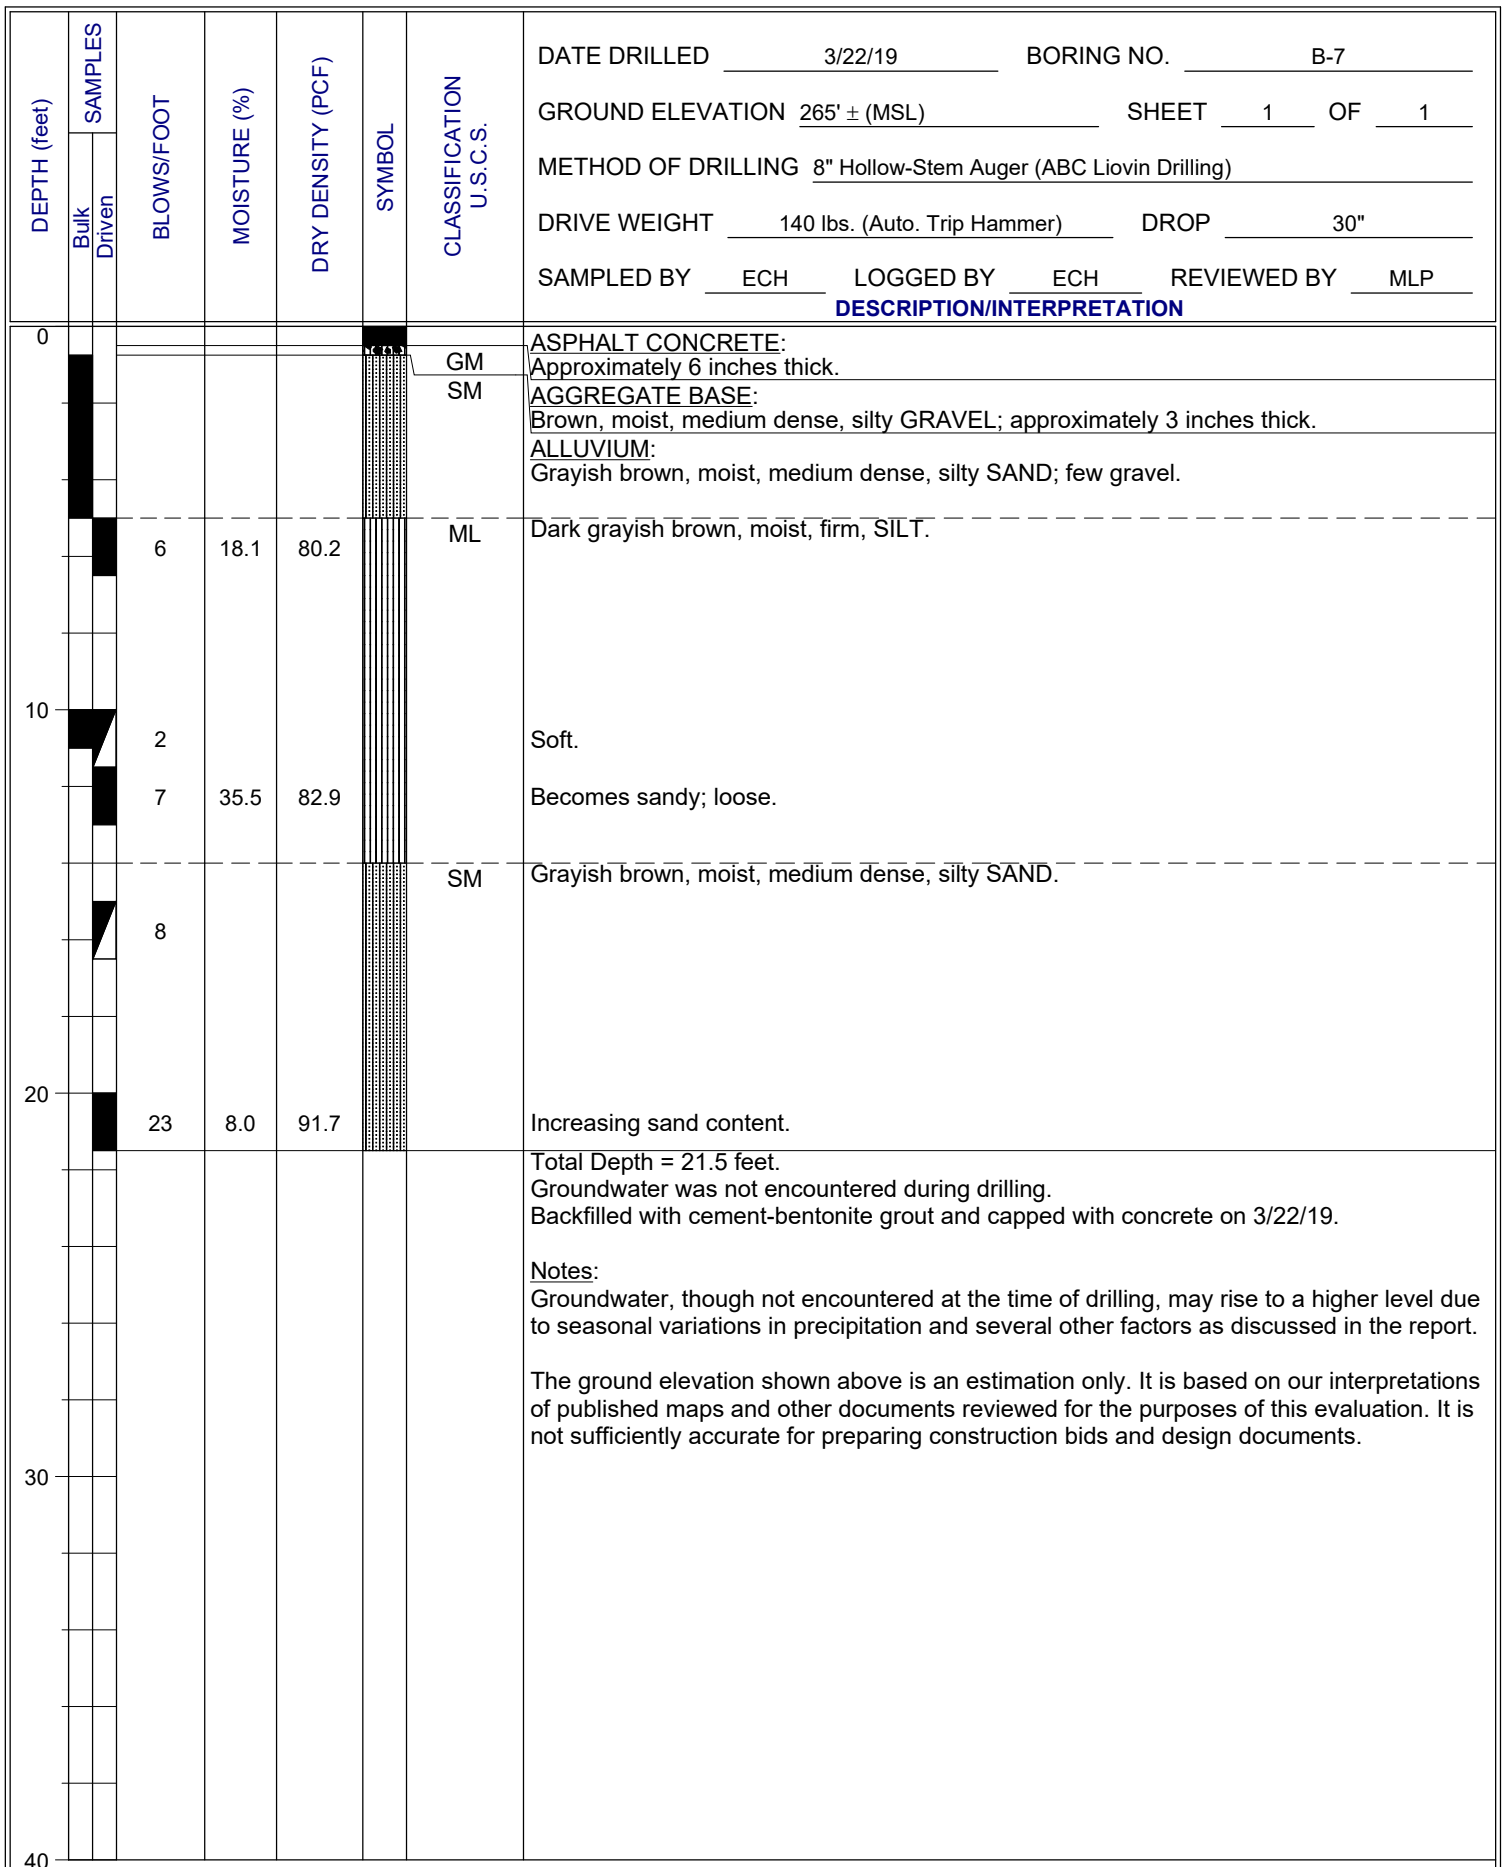 DEPTH (feet)
SAMPLES
Bulk
Driven
BLOWS/FOOT
MOISTURE (%)
DRY DENSITY (PCF)
SYMBOL
CLASSIFICATION
U.S.C.S.
DATE DRILLED 3/22/19 BORING NO. B-7
GROUND ELEVATION 265' ± (MSL) SHEET 1 OF 1
METHOD OF DRILLING 8" Hollow-Stem Auger (ABC Liovin Drilling)
DRIVE WEIGHT 140 lbs. (Auto. Trip Hammer) DROP 30"
SAMPLED BY ECH LOGGED BY ECH REVIEWED BY MLP
DESCRIPTION/INTERPRETATION
0
ASPHALT CONCRETE:
GM Approximately 6 inches thick.
SM AGGREGATE BASE:
Brown, moist, medium dense, silty GRAVEL; approximately 3 inches thick.
ALLUVIUM:
Grayish brown, moist, medium dense, silty SAND; few gravel.
ML Dark grayish brown, moist, firm, SILT.
6 18.1 80.2
10
2 Soft.
7 35.5 82.9 Becomes sandy; loose.
SM Grayish brown, moist, medium dense, silty SAND.
8
20
23 8.0 91.7 Increasing sand content.
Total Depth = 21.5 feet.
Groundwater was not encountered during drilling.
Backfilled with cement-bentonite grout and capped with concrete on 3/22/19.
Notes:
Groundwater, though not encountered at the time of drilling, may rise to a higher level due
to seasonal variations in precipitation and several other factors as discussed in the report.
The ground elevation shown above is an estimation only. It is based on our interpretations
of published maps and other documents reviewed for the purposes of this evaluation. It is
not sufficiently accurate for preparing construction bids and design documents.
30
40